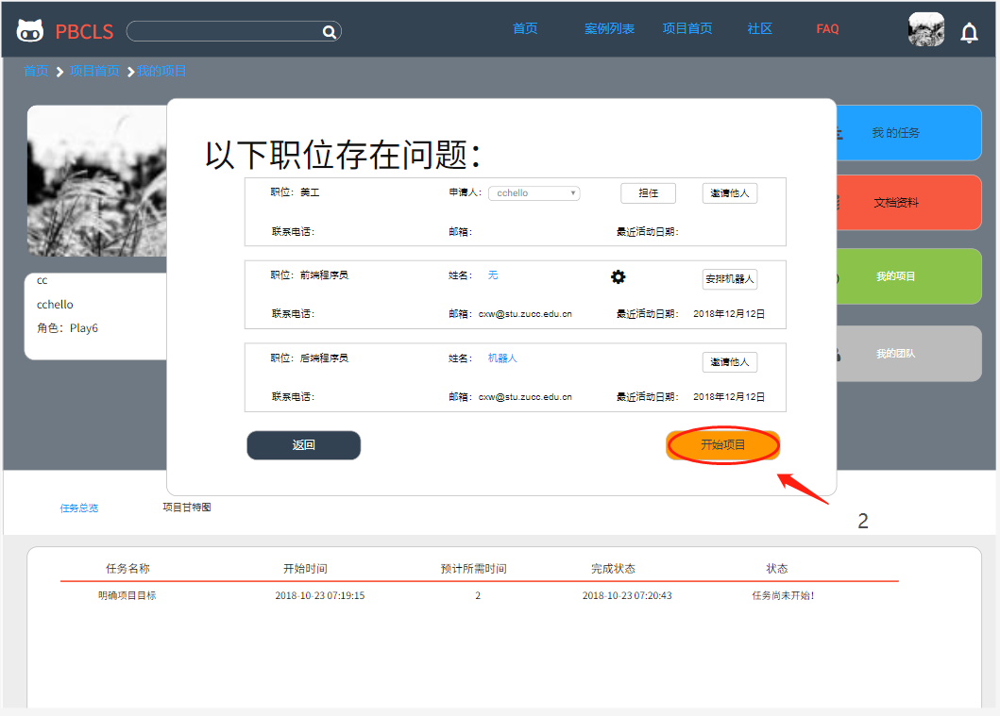 PBCLS 首页 案例列表 项目首页 社区 FAQ
首页 项目首页 我的项目
以下职位存在问题：
职位：美工 申请人： cchello 担任 邀请他人
联系电话： 邮箱： 最近活动日期：
职位：前端程序员 姓名： 无 安排机器人
联系电话： 邮箱：cxw@stu.zucc.edu.cn 最近活动日期： 2018年12月12日
职位：后端程序员 姓名： 机器人 邀请他人
联系电话： 邮箱：cxw@stu.zucc.edu.cn 最近活动日期： 2018年12月12日
返回 开始项目
cc
cchello
角色：Play6
我的任务
文档资料
我的项目
我的团队
2
任务总览 项目甘特图
任务名称 开始时间 预计所需时间 完成状态 状态
明确项目目标 2018-10-23 07:19:15 2 2018-10-23 07:20:43 任务尚未开始！